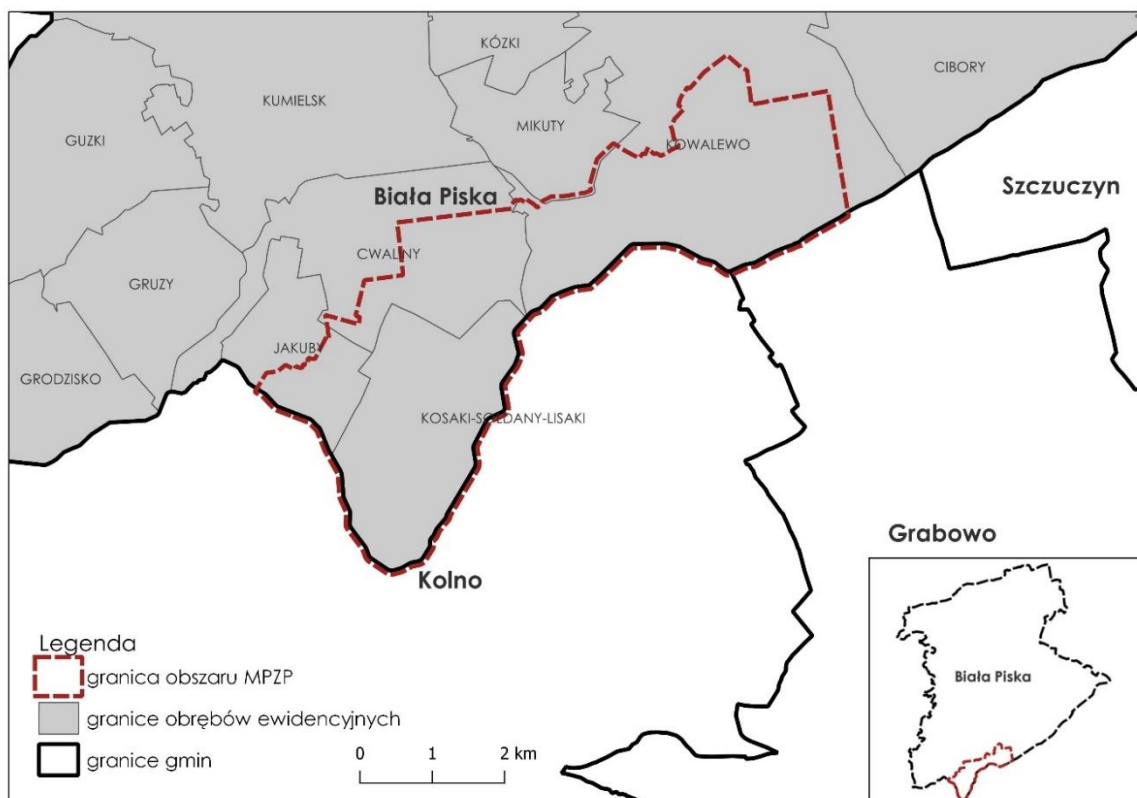 KÓZKI
CIBORY
KUMIELSK
GUZKI
MIKUTY
KOWALEWO
Szczuczyn
Biała Piska
CWALINY
GRUZY
JAKUBY
GRODZISKO
KOSAKI-SOŁDANY-LISAKI
Grabowo
Kolno
Biała Piska
Legenda
granica obszaru MPZP
granice obrębów ewidencyjnych
granice gmin
0 1 2 km